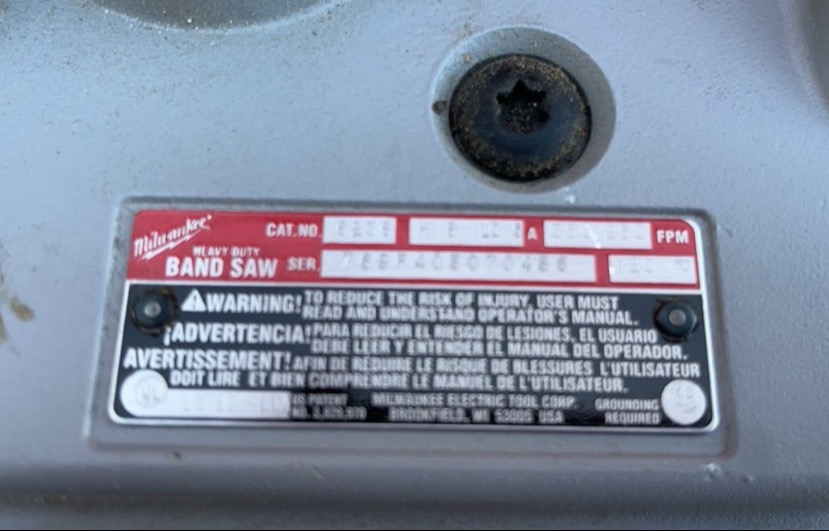 Milwaukee CAT.NO. A FPM
HEAVY DUTY
BAND SAW SER.
WARNING! TO REDUCE THE RISK OF INJURY, USER MUST
READ AND UNDERSTAND OPERATOR'S MANUAL.
¡ADVERTENCIA! PARA REDUCIR EL RIESGO DE LESIONES, EL USUARIO
DEBE LEER Y ENTENDER EL MANUAL DEL OPERADOR.
AVERTISSEMENT! AFIN DE RÉDUIRE LE RISQUE DE BLESSURES L'UTILISATEUR
DOIT LIRE ET BIEN COMPRENDRE LE MANUEL DE L'UTILISATEUR.
LISTED US PATENT MILWAUKEE ELECTRIC TOOL CORP. GROUNDING
NO. BROOKFIELD, WI 53005 USA REQUIRED